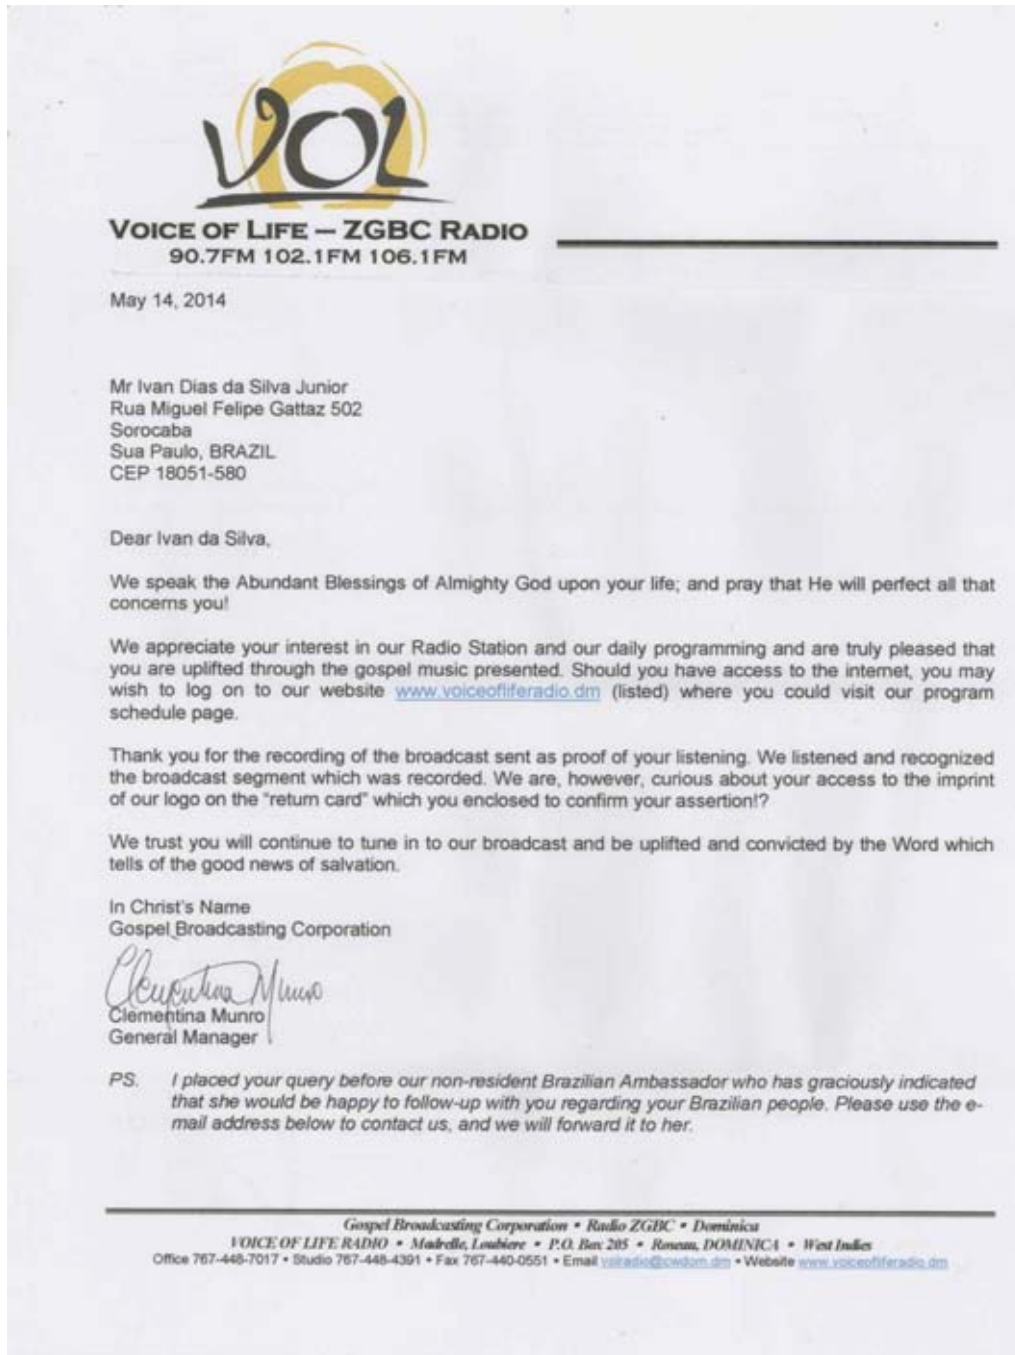 VOL
VOICE OF LIFE – ZGBC RADIO
90.7FM 102.1FM 106.1FM
May 14, 2014
Mr Ivan Dias da Silva Junior
Rua Miguel Felipe Gattaz 502
Sorocaba
Sua Paulo, BRAZIL
CEP 18051-580
Dear Ivan da Silva,
We speak the Abundant Blessings of Almighty God upon your life; and pray that He will perfect all that
concerns you!
We appreciate your interest in our Radio Station and our daily programming and are truly pleased that
you are uplifted through the gospel music presented. Should you have access to the internet, you may
wish to log on to our website www.voiceofliferadio.dm (listed) where you could visit our program
schedule page.
Thank you for the recording of the broadcast sent as proof of your listening. We listened and recognized
the broadcast segment which was recorded. We are, however, curious about your access to the imprint
of our logo on the "return card" which you enclosed to confirm your assertion!?
We trust you will continue to tune in to our broadcast and be uplifted and convicted by the Word which
tells of the good news of salvation.
In Christ's Name
Gospel Broadcasting Corporation
Clementina Munro
Clementina Munro
General Manager
PS. I placed your query before our non-resident Brazilian Ambassador who has graciously indicated
that she would be happy to follow-up with you regarding your Brazilian people. Please use the e-
mail address below to contact us, and we will forward it to her.
Gospel Broadcasting Corporation • Radio ZGBC • Dominica
VOICE OF LIFE RADIO • Madrelle, Loubiere • P.O. Box 205 • Roseau, DOMINICA • West Indies
Office 767-448-7017 • Studio 767-448-4391 • Fax 767-440-0551 • Email volradio@cwdom.dm • Website www.voiceofliferadio.dm